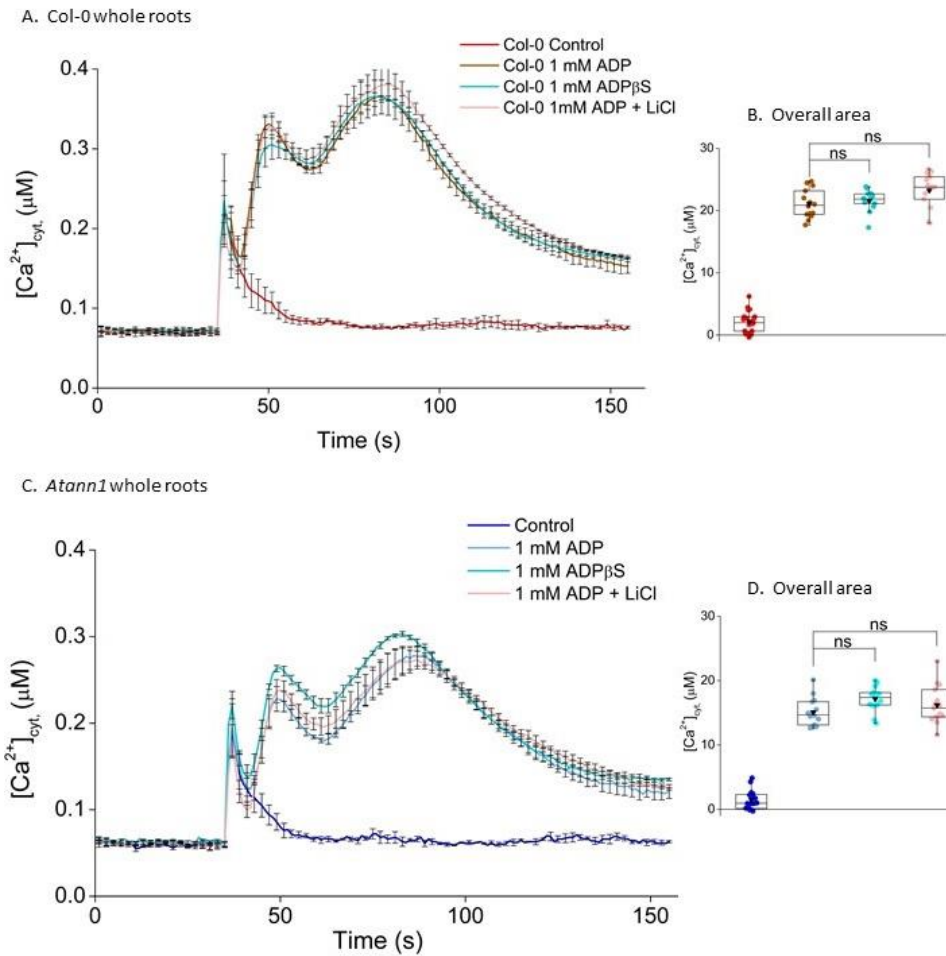 A. Col-0 whole roots
Col-0 Control
Col-0 1 mM ADP
Col-0 1 mM ADPβS
Col-0 1mM ADP + LiCl
0.4
0.3
0.2
0.1
0.0
[Ca²⁺]cyt. (μM)
0
50
100
150
Time (s)
B. Overall area
30
20
10
0
[Ca²⁺]cyt. (μM)
ns
ns
C. Atann1 whole roots
Control
1 mM ADP
1 mM ADPβS
1 mM ADP + LiCl
0.4
0.3
0.2
0.1
0.0
[Ca²⁺]cyt. (μM)
0
50
100
150
Time (s)
D. Overall area
30
20
10
0
[Ca²⁺]cyt. (μM)
ns
ns